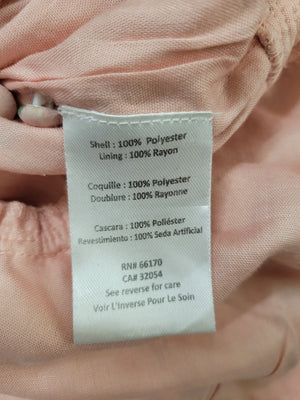 Shell : 100% Polyester
Lining : 100% Rayon
Coquille : 100% Polyester
Doublure : 100% Rayonne
Cascara : 100% Poliéster
Revestimiento : 100% Seda Artificial
RN# 66170
CA# 32054
See reverse for care
Voir L'inverse Pour Le Soin